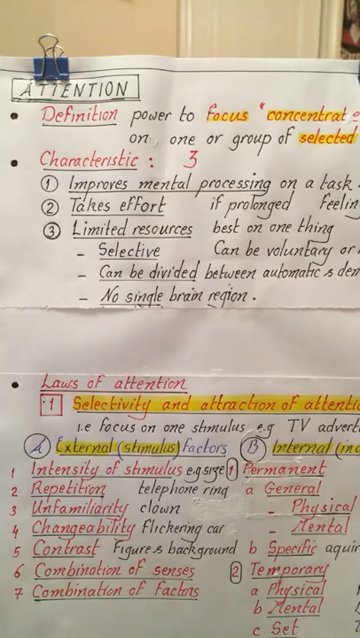 ATTENTION
• Definition power to focus "concentrat
on one or group of selected
• Characteristic : 3
① Improves mental processing on a task.
② Takes effort if prolonged Feelin
③ Limited resources best on one thing
- Selective Can be voluntary or
- Can be divided between automatic & dem
- No single brain region.
• Laws of attention
1 Selectivity and attraction of attenti
i.e focus on one stimulus e.g TV advert
A External (stimulus) Factors B Internal (in
1 Intensity of stimulus e.g size ① Permanent
2 Repetition telephone ring a General
3 Unfamiliarity clown - Physical
4 Changeability Flickering car - Mental
5 Contrast Figure & background b Specific aquir
6 Combination of senses ② Temporary
7 Combination of Factors a Physical
b Mental
c Set